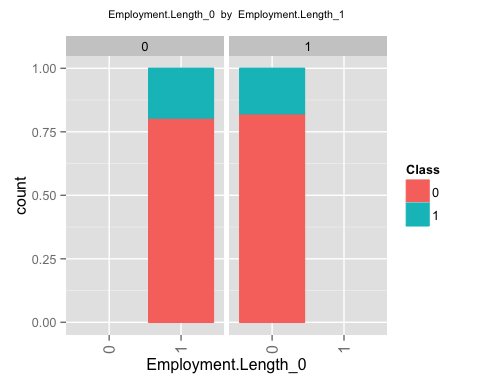 Employment.Length_0 by Employment.Length_1
0 1
1.00
0.75
0.50
0.25
0.00
count
Class
0
1
0 1 0 1
Employment.Length_0